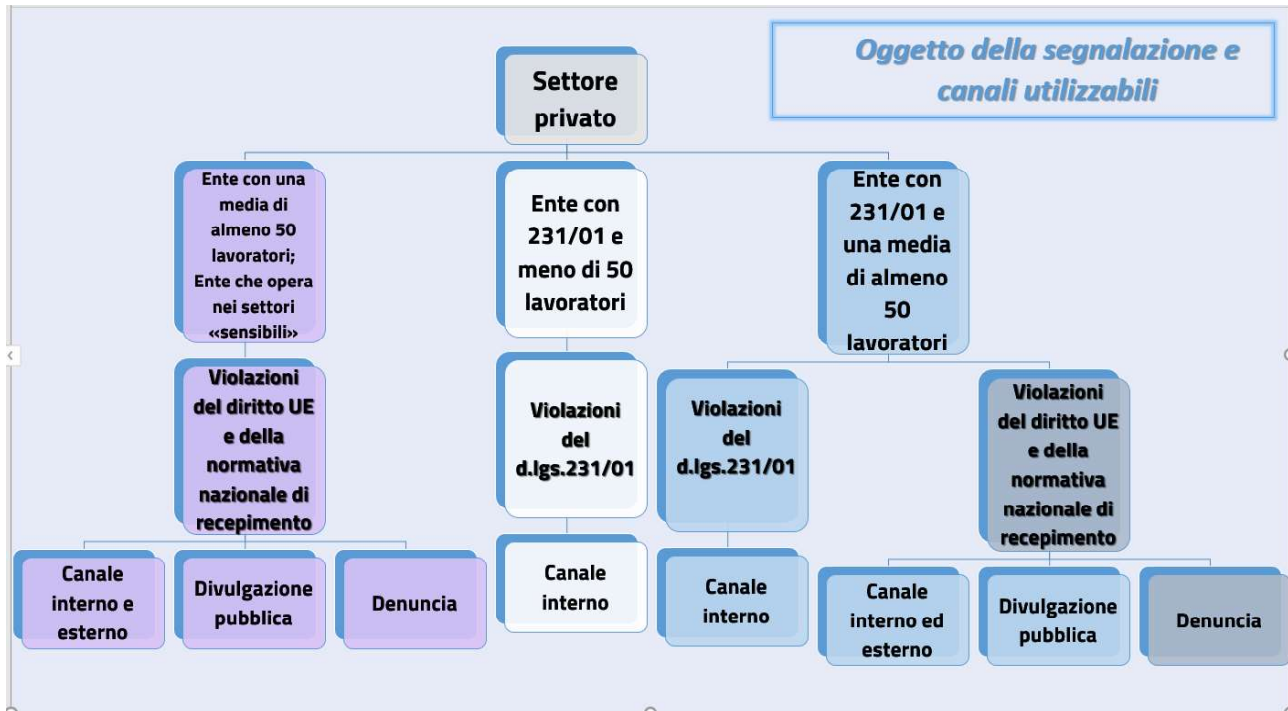 Oggetto della segnalazione e
canali utilizzabili
Settore
privato
Ente con una
media di
almeno 50
lavoratori;
Ente che opera
nei settori
«sensibili»
Ente con
231/01 e
meno di 50
lavoratori
Ente con
231/01 e
una media
di almeno
50
lavoratori
Violazioni
del diritto UE
e della
normativa
nazionale di
recepimento
Violazioni
del
d.lgs.231/01
Violazioni
del
d.lgs.231/01
Violazioni
del diritto UE
e della
normativa
nazionale di
recepimento
Canale
interno e
esterno
Divulgazione
pubblica
Denuncia
Canale
interno
Canale
interno
Canale
interno ed
esterno
Divulgazione
pubblica
Denuncia